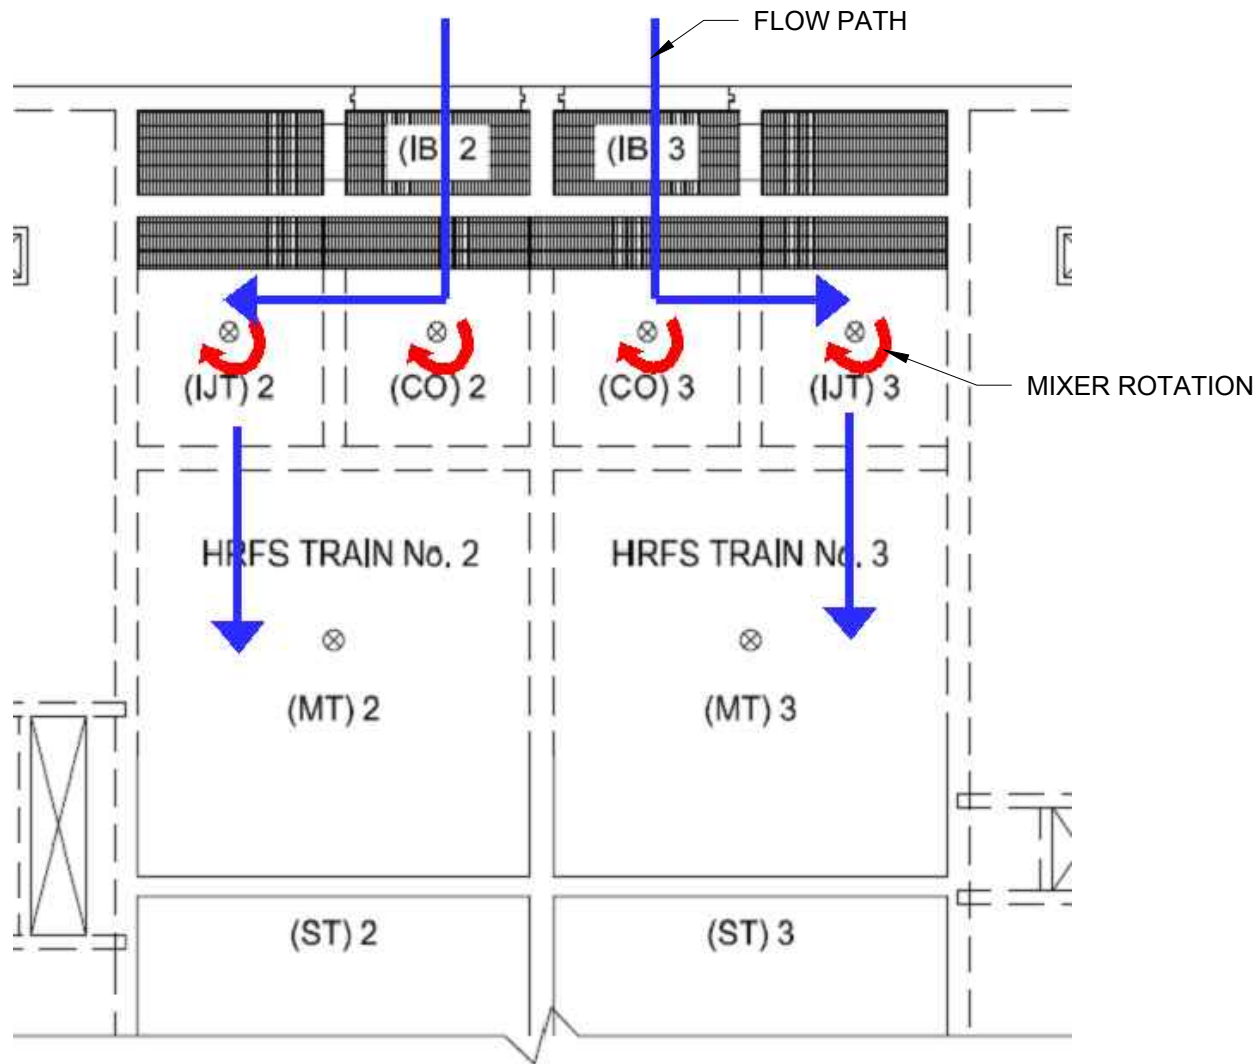 FLOW PATH
(IB) 2
(IB) 3
(IJT) 2
(CO) 2
(CO) 3
(IJT) 3
MIXER ROTATION
HRFS TRAIN No. 2
HRFS TRAIN No. 3
(MT) 2
(MT) 3
(ST) 2
(ST) 3